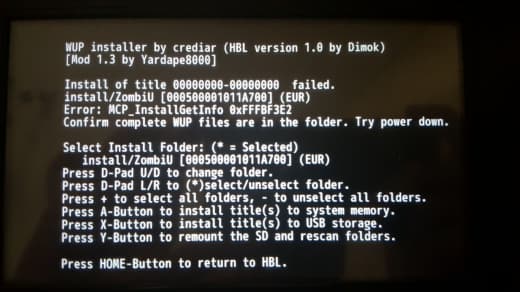 WUP installer by crediar (HBL version 1.0 by Dimok)
[Mod 1.3 by Yardape8000]
Install of title 00000000-00000000 failed.
install/ZombiU [000500001011A700] (EUR)
Error: MCP_InstallGetInfo 0xFFFBF3E2
Confirm complete WUP files are in the folder. Try power down.
Select Install Folder: (* = Selected)
install/ZombiU [000500001011A700] (EUR)
Press D-Pad U/D to change folder.
Press D-Pad L/R to (*)select/unselect folder.
Press + to select all folders, - to unselect all folders.
Press A-Button to install title(s) to system memory.
Press X-Button to install title(s) to USB storage.
Press Y-Button to remount the SD and rescan folders.
Press HOME-Button to return to HBL.